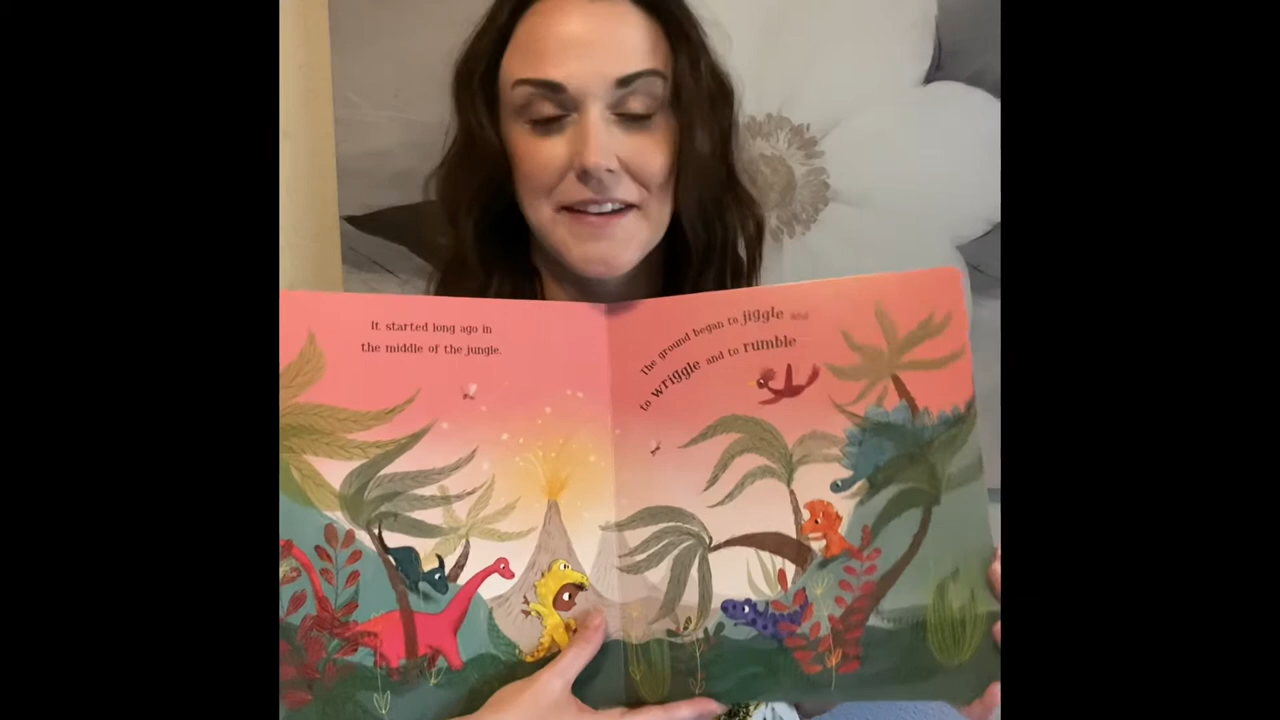 It started long ago in
the middle of the jungle.
The ground began to jiggle and
to wriggle and to rumble